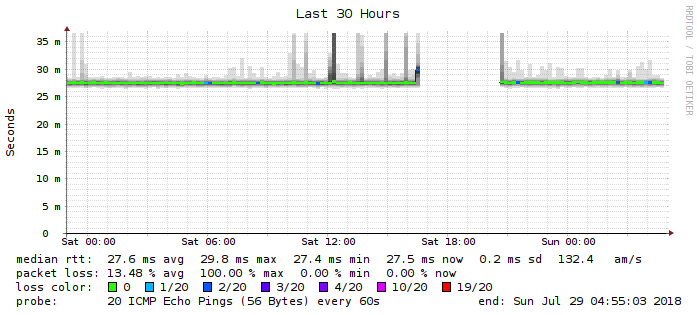 Last 30 Hours
RRDTOOL / TOBI OETIKER
Seconds
35 m
30 m
25 m
20 m
15 m
10 m
5 m
0
Sat 00:00 Sat 06:00 Sat 12:00 Sat 18:00 Sun 00:00
median rtt: 27.6 ms avg 29.8 ms max 27.4 ms min 27.5 ms now 0.2 ms sd 132.4 am/s
packet loss: 13.48 % avg 100.00 % max 0.00 % min 0.00 % now
loss color: 0 1/20 2/20 3/20 4/20 10/20 19/20
probe: 20 ICMP Echo Pings (56 Bytes) every 60s end: Sun Jul 29 04:55:03 2018